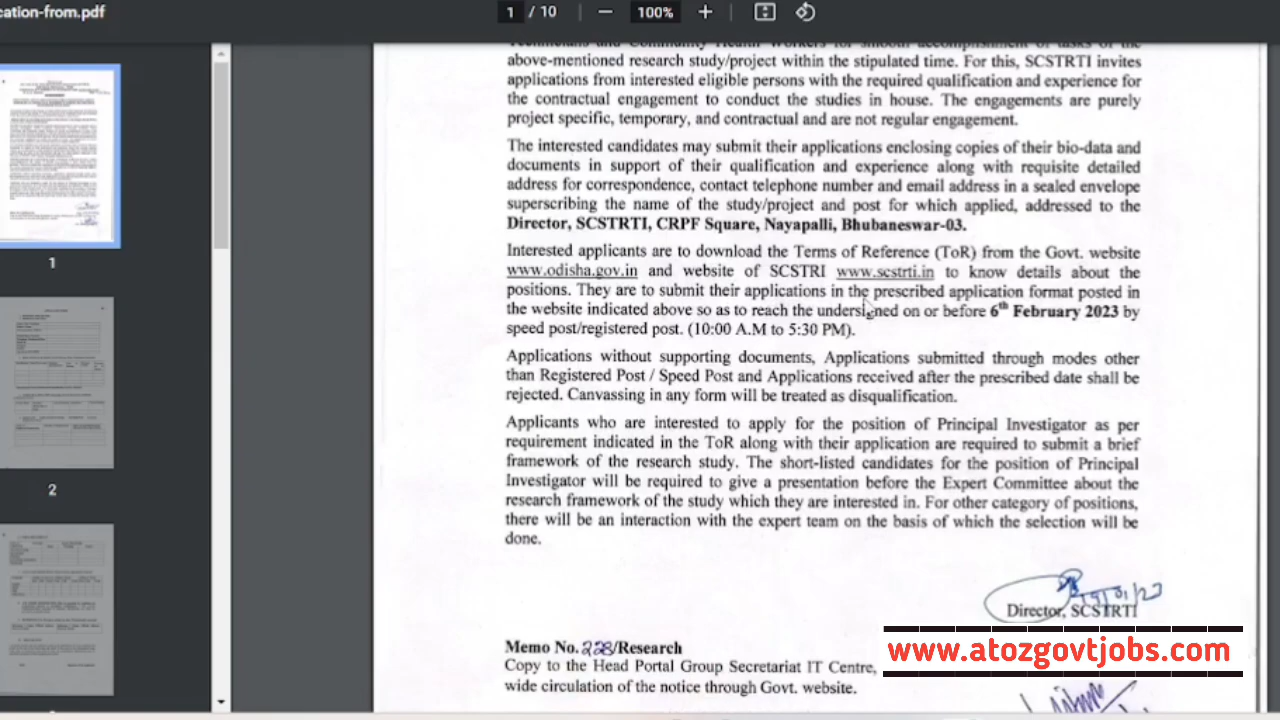 cation-from.pdf
1 / 10
100%
Technicians and Community Health Workers for smooth accomplishment of tasks of the
above-mentioned research study/project within the stipulated time. For this, SCSTRTI invites
applications from interested eligible persons with the required qualification and experience for
the contractual engagement to conduct the studies in house. The engagements are purely
project specific, temporary, and contractual and are not regular engagement.
The interested candidates may submit their applications enclosing copies of their bio-data and
documents in support of their qualification and experience along with requisite detailed
address for correspondence, contact telephone number and email address in a sealed envelope
superscribing the name of the study/project and post for which applied, addressed to the
Director, SCSTRTI, CRPF Square, Nayapalli, Bhubaneswar-03.
Interested applicants are to download the Terms of Reference (ToR) from the Govt. website
www.odisha.gov.in and website of SCSTRI www.scstrti.in to know details about the
positions. They are to submit their applications in the prescribed application format posted in
the website indicated above so as to reach the undersigned on or before 6th February 2023 by
speed post/registered post. (10:00 A.M to 5:30 PM).
Applications without supporting documents, Applications submitted through modes other
than Registered Post / Speed Post and Applications received after the prescribed date shall be
rejected. Canvassing in any form will be treated as disqualification.
Applicants who are interested to apply for the position of Principal Investigator as per
requirement indicated in the ToR along with their application are required to submit a brief
framework of the research study. The short-listed candidates for the position of Principal
Investigator will be required to give a presentation before the Expert Committee about the
research framework of the study which they are interested in. For other category of positions,
there will be an interaction with the expert team on the basis of which the selection will be
done.
Director, SCSTRTI
Memo No. 228/Research
Copy to the Head Portal Group Secretariat IT Centre,
wide circulation of the notice through Govt. website.
www.atozgovtjobs.com
1
2